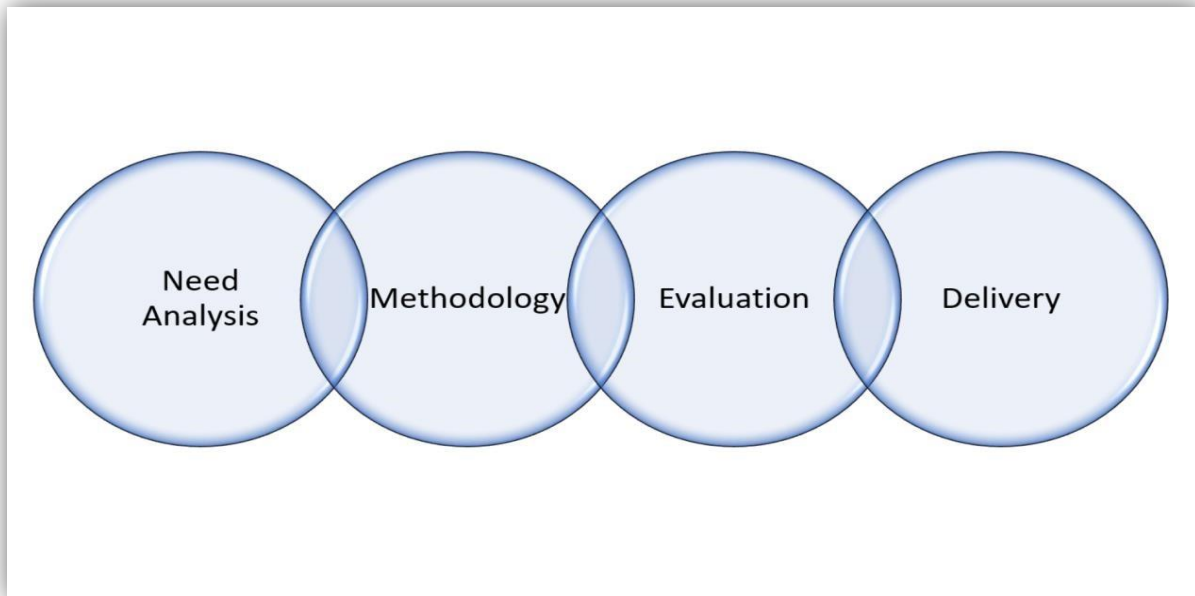 Need
Analysis
Methodology
Evaluation
Delivery